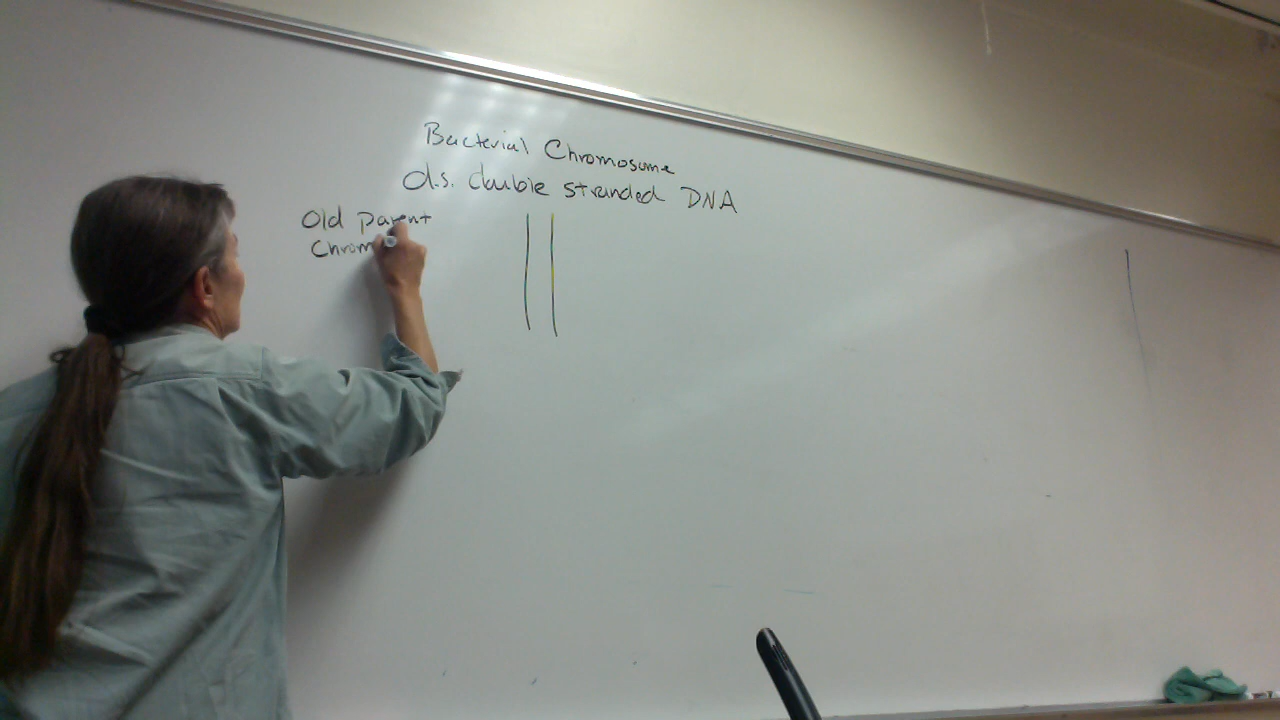 Bacterial Chromosome
d.s. double stranded DNA
Old parent
Chrom